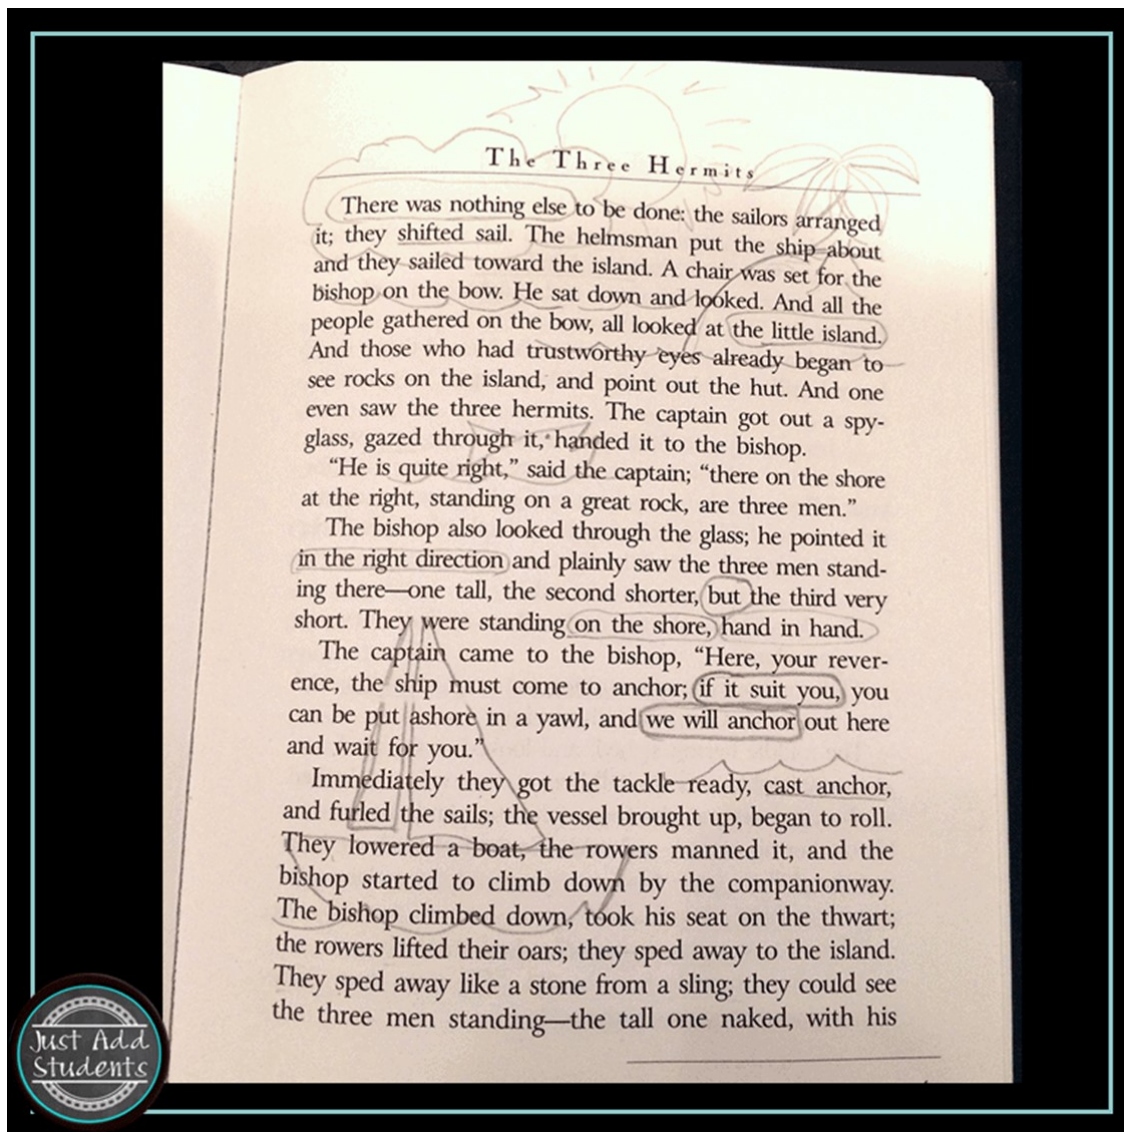 The Three Hermits
There was nothing else to be done: the sailors arranged
it; they shifted sail. The helmsman put the ship about
and they sailed toward the island. A chair was set for the
bishop on the bow. He sat down and looked. And all the
people gathered on the bow, all looked at the little island.
And those who had trustworthy eyes already began to
see rocks on the island, and point out the hut. And one
even saw the three hermits. The captain got out a spy-
glass, gazed through it, handed it to the bishop.
“He is quite right,” said the captain; “there on the shore
at the right, standing on a great rock, are three men.”
The bishop also looked through the glass; he pointed it
in the right direction and plainly saw the three men stand-
ing there—one tall, the second shorter, but the third very
short. They were standing on the shore, hand in hand.
The captain came to the bishop, “Here, your rever-
ence, the ship must come to anchor; if it suit you, you
can be put ashore in a yawl, and we will anchor out here
and wait for you.”
Immediately they got the tackle ready, cast anchor,
and furled the sails; the vessel brought up, began to roll.
They lowered a boat, the rowers manned it, and the
bishop started to climb down by the companionway.
The bishop climbed down, took his seat on the thwart;
the rowers lifted their oars; they sped away to the island.
They sped away like a stone from a sling; they could see
the three men standing—the tall one naked, with his
Just Add
Students